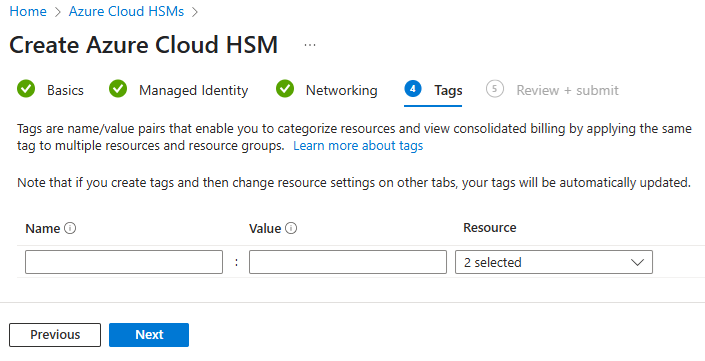 Home > Azure Cloud HSMs >
Create Azure Cloud HSM ...
Basics Managed Identity Networking 4 Tags 5 Review + submit
Tags are name/value pairs that enable you to categorize resources and view consolidated billing by applying the same
tag to multiple resources and resource groups. Learn more about tags
Note that if you create tags and then change resource settings on other tabs, your tags will be automatically updated.
Name Value Resource
: 2 selected
Previous Next